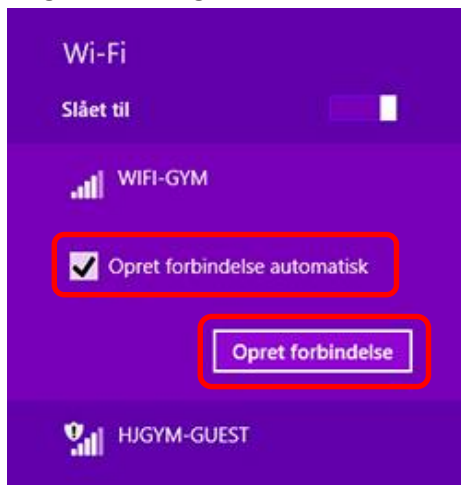 Wi-Fi
Slået til
WIFI-GYM
Opret forbindelse automatisk
Opret forbindelse
HJGYM-GUEST